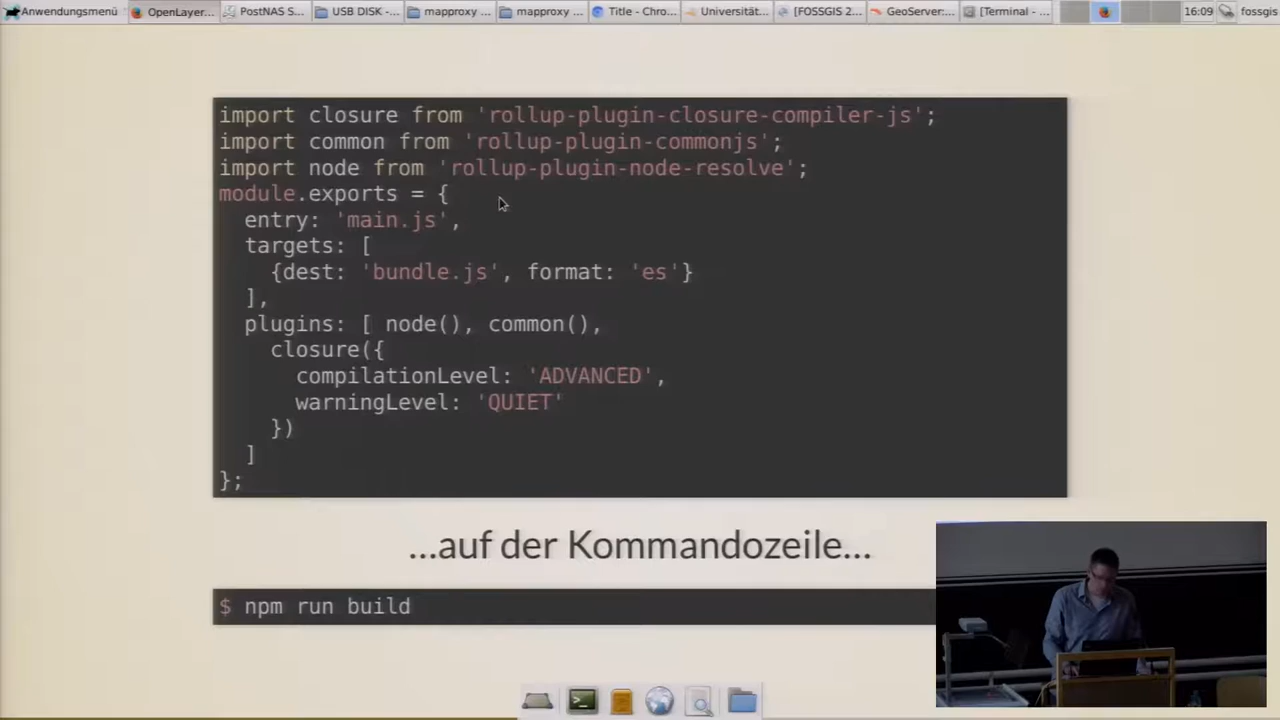 Anwendungsmenü OpenLayer... PostNAS S... USB DISK -... mapproxy ... mapproxy ... Title - Chro... Universität... [FOSSGIS 2... GeoServer:... [Terminal - ... 16:09 fossgis
import closure from 'rollup-plugin-closure-compiler-js';
import common from 'rollup-plugin-commonjs';
import node from 'rollup-plugin-node-resolve';
module.exports = {
entry: 'main.js',
targets: [
{dest: 'bundle.js', format: 'es'}
],
plugins: [ node(), common(),
closure({
compilationLevel: 'ADVANCED',
warningLevel: 'QUIET'
})
]
};
...auf der Kommandozeile...
$ npm run build